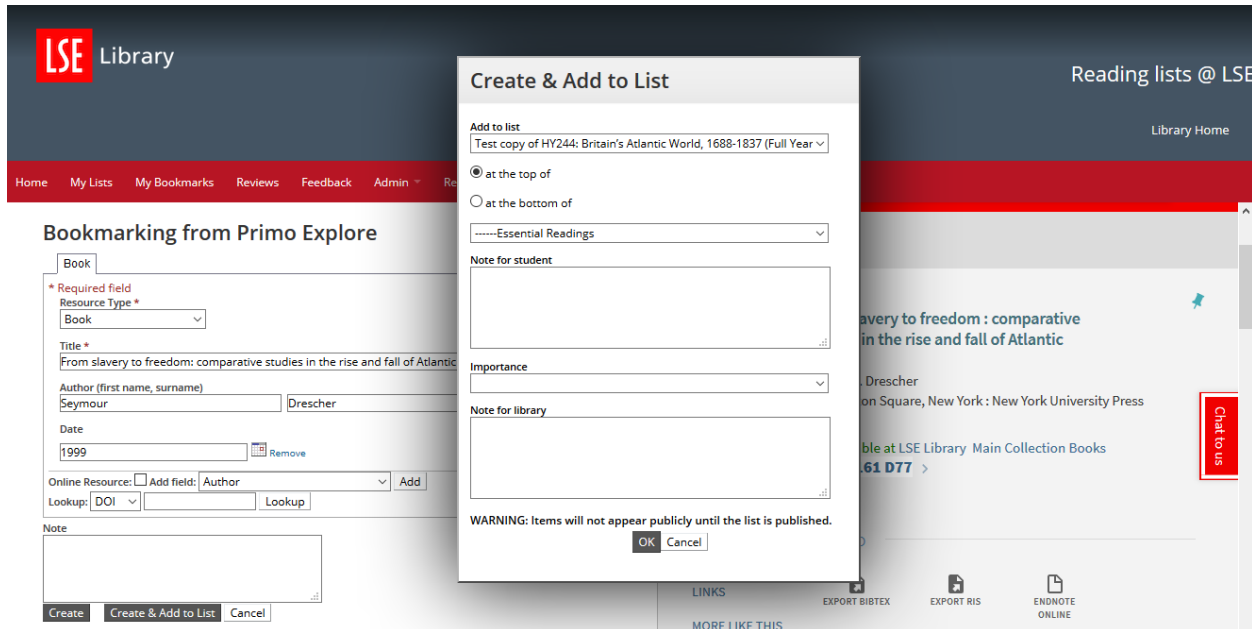 LSE Library
Reading lists @ LSE
Library Home
Home My Lists My Bookmarks Reviews Feedback Admin Re
Bookmarking from Primo Explore
Book
* Required field
Resource Type *
Book
Title *
From slavery to freedom: comparative studies in the rise and fall of Atlantic
Author (first name, surname)
Seymour Drescher
Date
1999 Remove
Online Resource: Add field: Author Add
Lookup: DOI Lookup
Note
Create Create & Add to List Cancel
Create & Add to List
Add to list
Test copy of HY244: Britain's Atlantic World, 1688-1837 (Full Year
at the top of
at the bottom of
------Essential Readings
Note for student
Importance
Note for library
WARNING: Items will not appear publicly until the list is published.
OK Cancel
avery to freedom : comparative
in the rise and fall of Atlantic
. Drescher
on Square, New York : New York University Press
ble at LSE Library Main Collection Books
.61 D77 >
Chat to us
LINKS
EXPORT BIBTEX EXPORT RIS ENDNOTE
ONLINE
MORE LIKE THIS